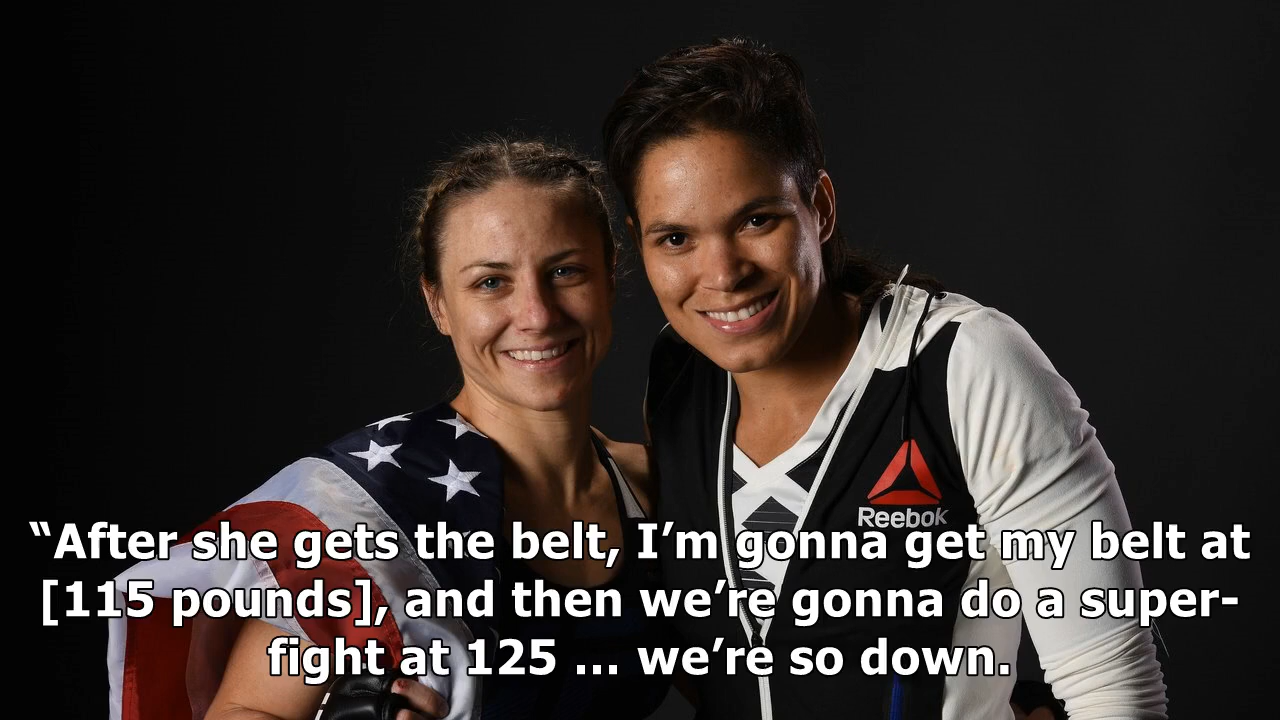 Reebok
“After she gets the belt, I’m gonna get my belt at
[115 pounds], and then we’re gonna do a super-
fight at 125 ... we’re so down.